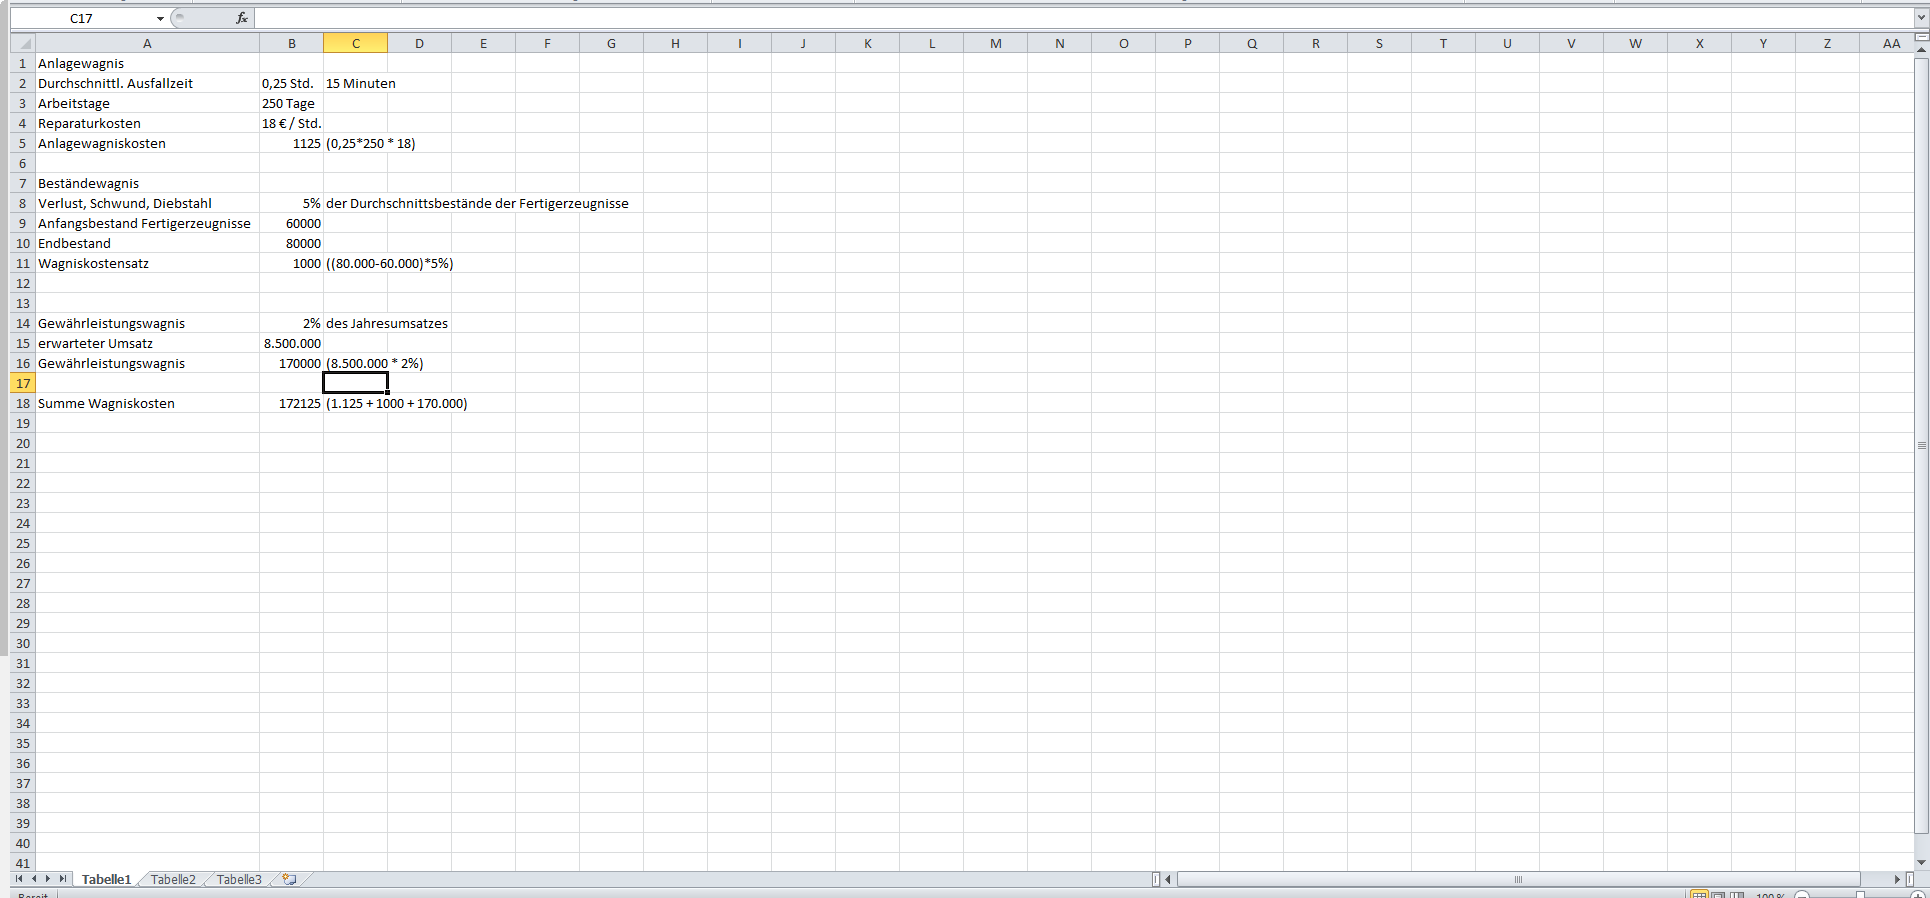 C17 fx
A B C D E F G H I J K L M N O P Q R S T U V W X Y Z AA
1 Anlagewagnis
2 Durchschnittl. Ausfallzeit 0,25 Std. 15 Minuten
3 Arbeitstage 250 Tage
4 Reparaturkosten 18 € / Std.
5 Anlagewagniskosten 1125 (0,25*250 * 18)
6
7 Beständewagnis
8 Verlust, Schwund, Diebstahl 5% der Durchschnittsbestände der Fertigerzeugnisse
9 Anfangsbestand Fertigerzeugnisse 60000
10 Endbestand 80000
11 Wagniskostensatz 1000 ((80.000-60.000)*5%)
12
13
14 Gewährleistungswagnis 2% des Jahresumsatzes
15 erwarteter Umsatz 8.500.000
16 Gewährleistungswagnis 170000 (8.500.000 * 2%)
17
18 Summe Wagniskosten 172125 (1.125 + 1000 + 170.000)
19
20
21
22
23
24
25
26
27
28
29
30
31
32
33
34
35
36
37
38
39
40
41
Tabelle1 Tabelle2 Tabelle3
Bereit 100 %